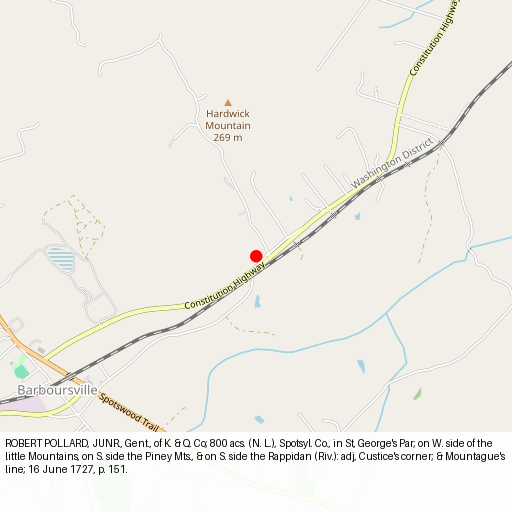 Constitution Highway
Hardwick
Mountain
269 m
Washington District
Constitution Highway
Barboursville
Spotswood Trail
ROBERT POLLARD, JUNR., Gent., of K. & Q. Co; 800 acs. (N. L.), Spotsyl. Co., in St, George's Par; on W. side of the
little Mountains, on S. side the Piney Mts., & on S. side the Rappidan (Riv.): adj, Custice's corner; & Mountague's
line; 16 June 1727, p. 151.